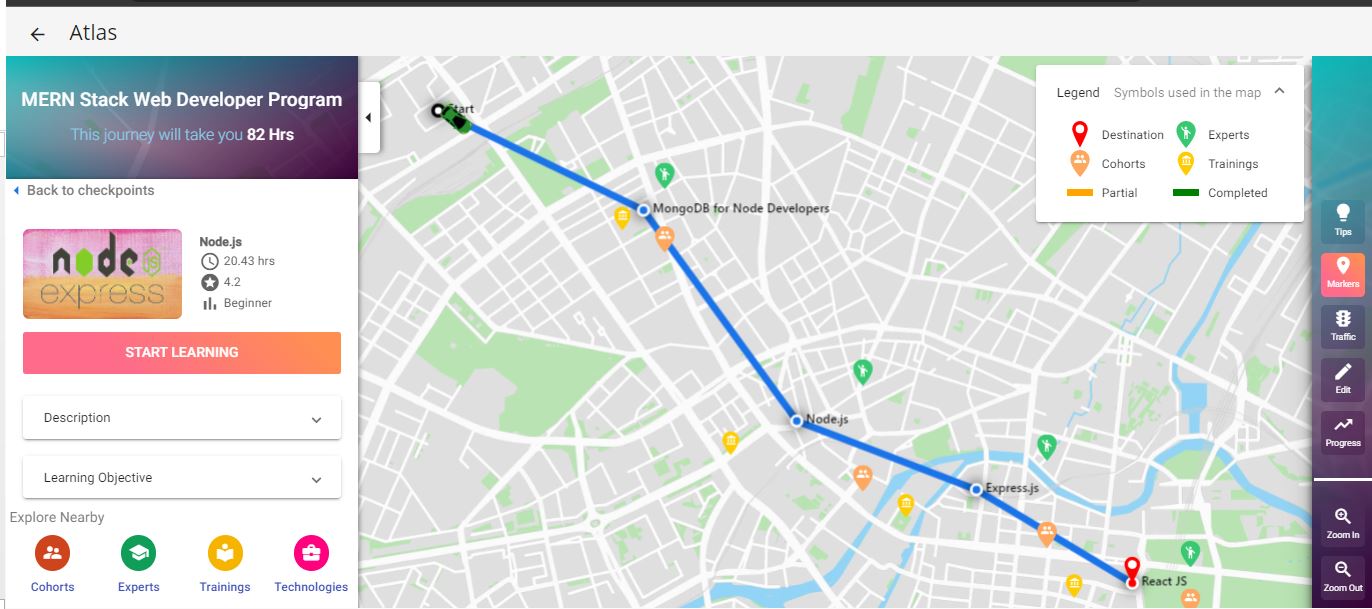 Atlas
MERN Stack Web Developer Program
This journey will take you 82 Hrs
Back to checkpoints
node
JS
express
Node.js
20.43 hrs
4.2
Beginner
START LEARNING
Description
Learning Objective
Explore Nearby
Cohorts
Experts
Trainings
Technologies
Start
MongoDB for Node Developers
Node.js
Express.js
React JS
Legend Symbols used in the map
Destination
Experts
Cohorts
Trainings
Partial
Completed
Tips
Markers
Traffic
Edit
Progress
Zoom In
Zoom Out